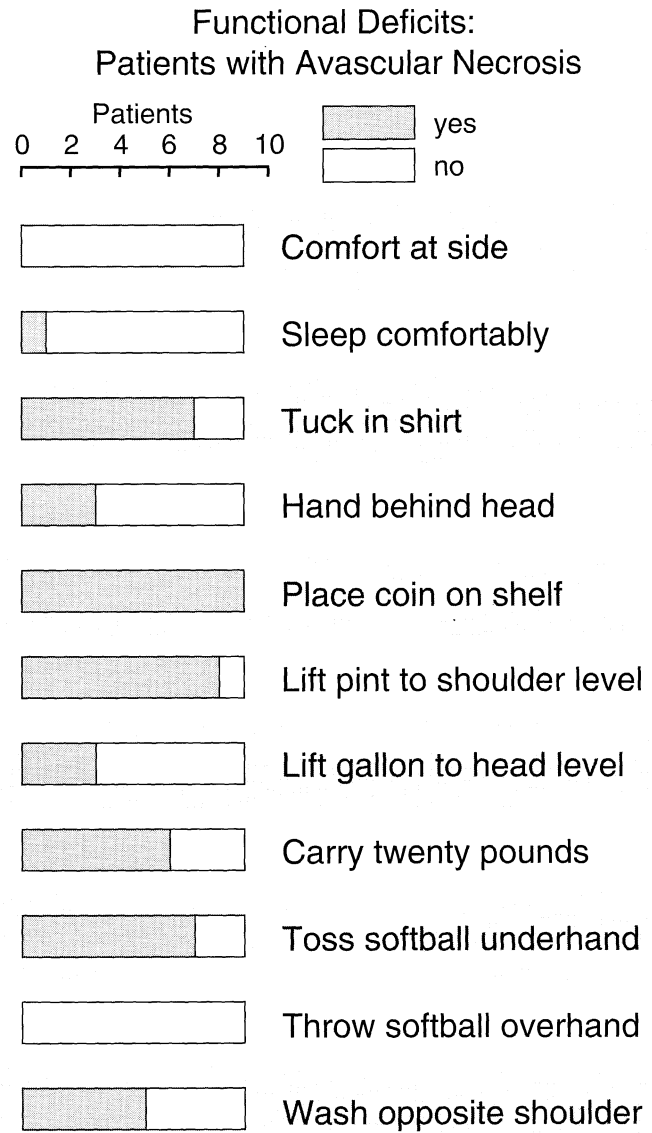 Functional Deficits:
Patients with Avascular Necrosis
Patients
0 2 4 6 8 10
yes
no
Comfort at side
Sleep comfortably
Tuck in shirt
Hand behind head
Place coin on shelf
Lift pint to shoulder level
Lift gallon to head level
Carry twenty pounds
Toss softball underhand
Throw softball overhand
Wash opposite shoulder